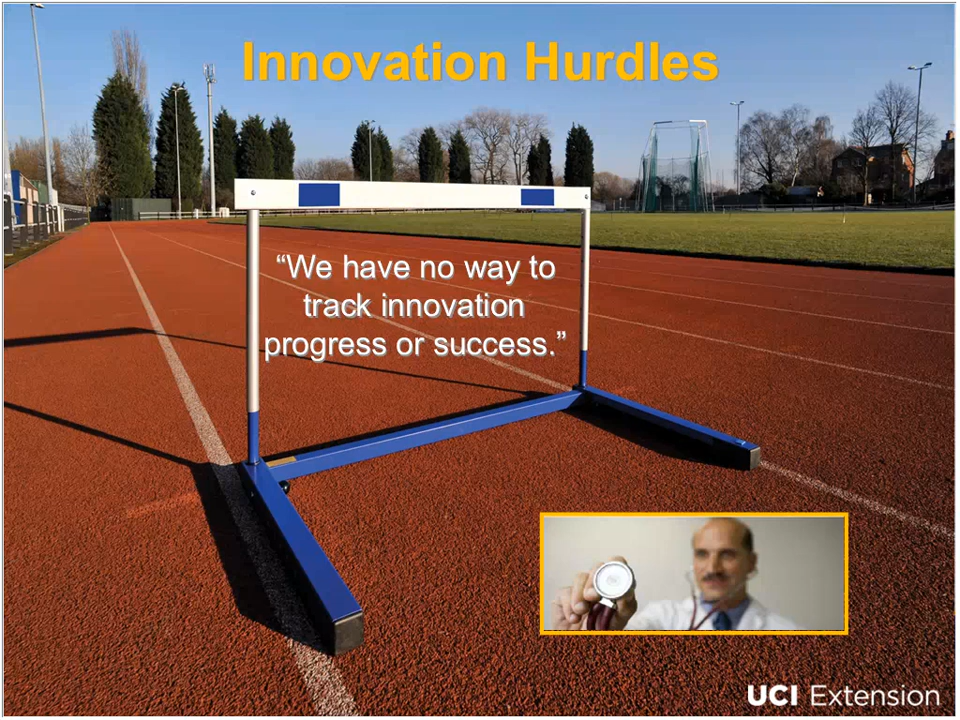 Innovation Hurdles
“We have no way to
track innovation
progress or success.”
UCI Extension